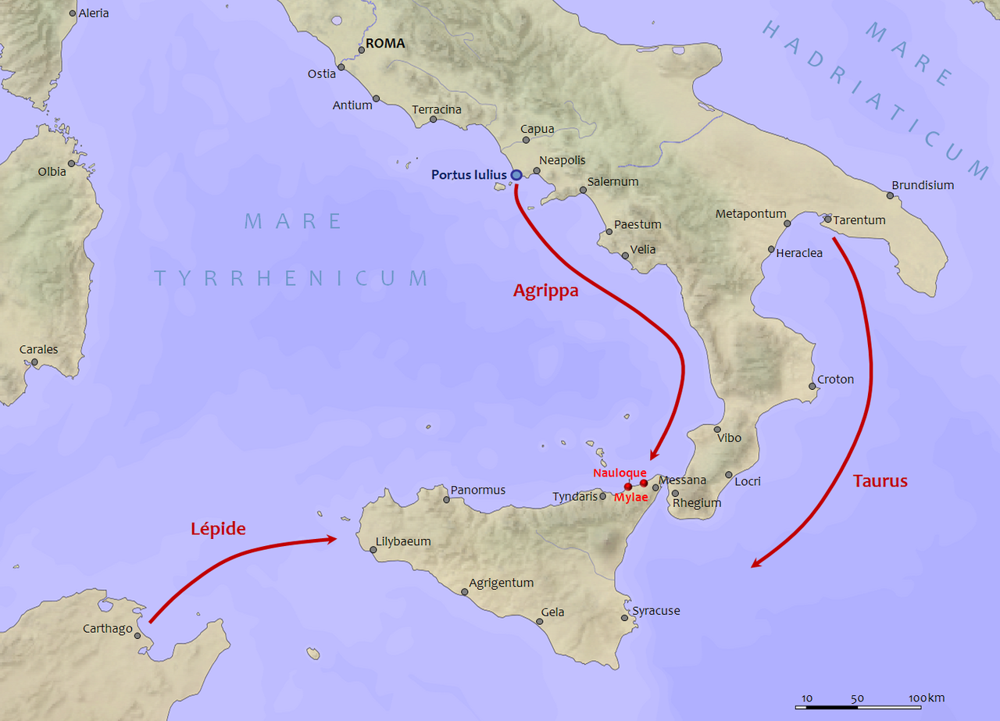 Aleria
ROMA
Ostia
Antium
Terracina
Capua
Neapolis
Portus Iulius
Salernum
Paestum
Velia
Olbia
Carales
MARE
TYRRHENICUM
MARE
HADRIATICUM
Brundisium
Metapontum
Tarentum
Heraclea
Agrippa
Croton
Vibo
Locri
Taurus
Nauloque
Messana
Tyndaris
Mylae
Rhegium
Panormus
Lépide
Lilybaeum
Agrigentum
Gela
Syracuse
Carthago
10 50 100km